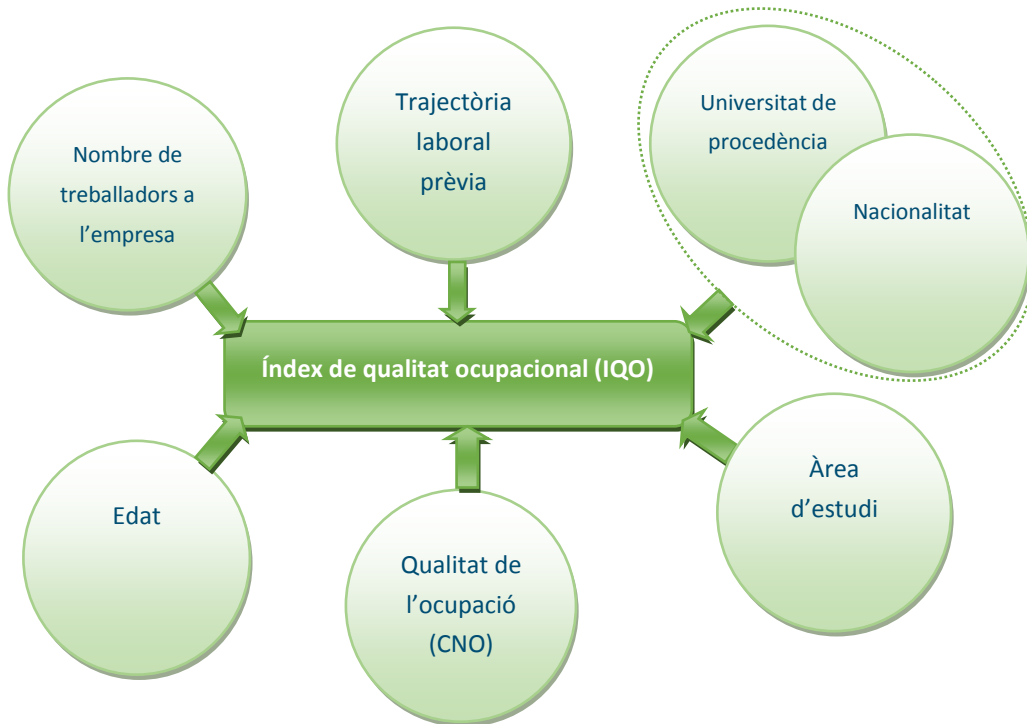 Nombre de
treballadors a
l’empresa
Trajectòria
laboral
prèvia
Universitat de
procedència
Nacionalitat
Índex de qualitat ocupacional (IQO)
Edat
Qualitat de
l’ocupació
(CNO)
Àrea
d’estudi